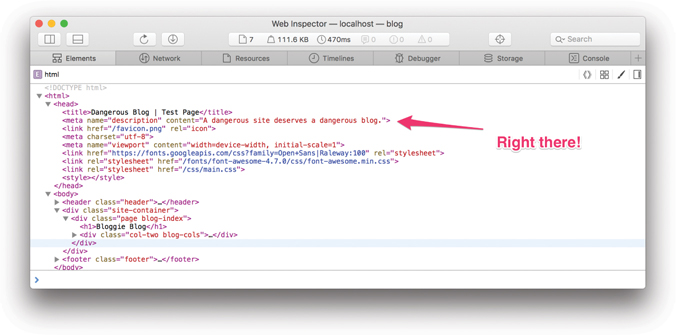 Web Inspector — localhost — blog
7 111.6 KB 470ms 0 0 0 Search
Elements Network Resources Timelines Debugger Storage Console +
E html
<!DOCTYPE html>
▼<html>
▼<head>
<title>Dangerous Blog | Test Page</title>
<meta name="description" content="A dangerous site deserves a dangerous blog.">
<link href="/favicon.png" rel="icon">
<meta charset="utf-8">
<meta name="viewport" content="width=device-width, initial-scale=1">
<link href="https://fonts.googleapis.com/css?family=Open+Sans|Raleway:100" rel="stylesheet">
<link rel="stylesheet" href="/fonts/font-awesome-4.7.0/css/font-awesome.min.css">
<link rel="stylesheet" href="/css/main.css">
<style></style>
</head>
▼<body>
▶<header class="header">…</header>
▼<div class="site-container">
▼<div class="page blog-index">
<h1>Bloggie Blog</h1>
▶<div class="col-two blog-cols">…</div>
</div>
</div>
▶<footer class="footer">…</footer>
</body>
Right there!